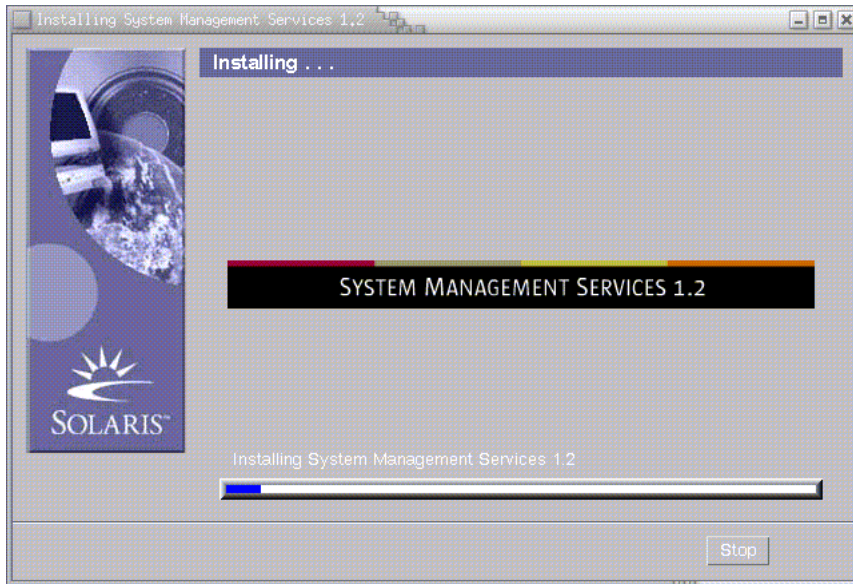 Installing System Management Services 1.2
Installing . . .
SYSTEM MANAGEMENT SERVICES 1.2
SOLARIS™
Installing System Management Services 1.2
Stop